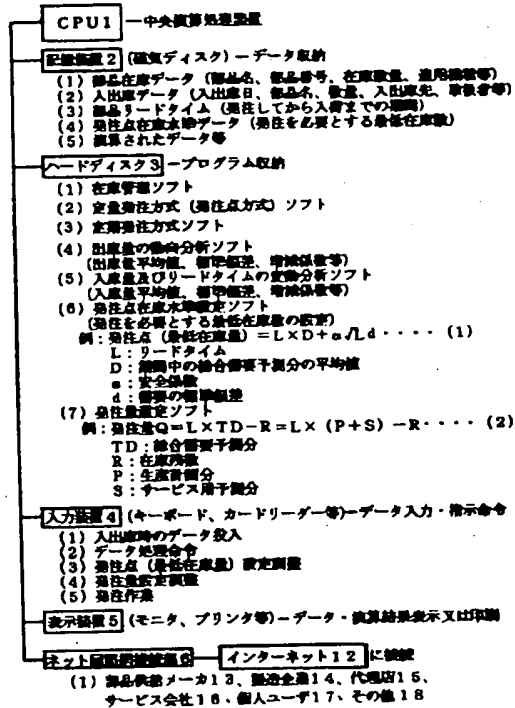 CPU1 ー中央演算処理装置
記憶装置2 (磁気ディスク) ーデータ収納
(1) 部品在庫データ (部品名、部品番号、在庫数量、適用機種等)
(2) 入出庫データ (入出庫日、部品名、数量、入出庫先、取扱者等)
(3) 部品リードタイム (発注してから入荷までの期間)
(4) 発注点在庫水準データ (発注を必要とする最低在庫数)
(5) 演算されたデータ等
ハードディスク3 ープログラム収納
(1) 在庫管理ソフト
(2) 定量発注方式 (発注点方式) ソフト
(3) 定期発注方式ソフト
(4) 出庫量の動向分析ソフト
(出庫量平均値、標準偏差、増減係数等)
(5) 入庫量及びリードタイムの変動分析ソフト
(入庫量平均値、標準偏差、増減係数等)
(6) 発注点在庫水準設定ソフト
(発注を必要とする最低在庫数の設定)
例:発注点 (最低在庫量) =L×D+α√Ld・・・・ (1)
L:リードタイム
D:期間中の総合需要予測分の平均値
α:安全係数
d:需要の標準偏差
(7) 発注量設定ソフト
例:発注量Q=L×TD-R=L× (P+S) -R・・・・ (2)
TD:総合需要予測分
R:在庫残数
P:生産計画分
S:サービス用予測分
入力装置4 (キーボード、カードリーダー等)ーデータ入力・指示命令
(1) 入出庫時のデータ投入
(2) データ処理命令
(3) 発注点 (最低在庫量) 設定調整
(4) 発注量設定調整
(5) 発注作業
表示装置5 (モニタ、プリンタ等) ーデータ・演算結果表示又は印刷
ネット回路網接続器6 インターネット12 に接続
(1) 部品供給メーカ13、製造企業14、代理店15、
サービス会社16、個人ユーザ17、その他18